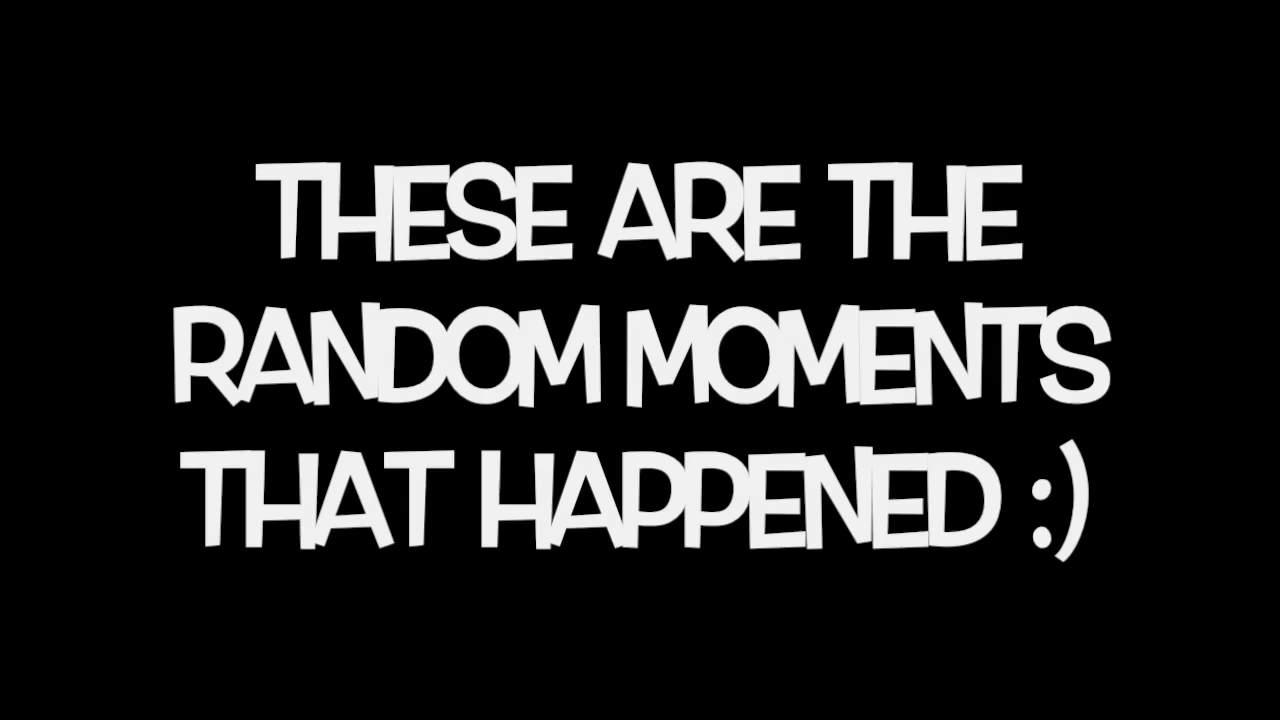 THESE ARE THE
RANDOM MOMENTS
THAT HAPPENED :)